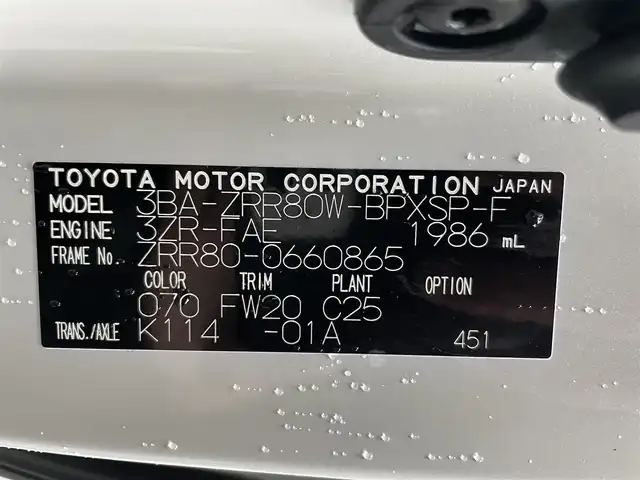 TOYOTA MOTOR CORPORATION JAPAN
MODEL 3BA-ZRR80W-BPXSP-F
ENGINE 3ZR-FAE 1986 mL
FRAME No. ZRR80-0660865
COLOR TRIM PLANT OPTION
070 FW20 C25
TRANS./AXLE K114 -01A 451